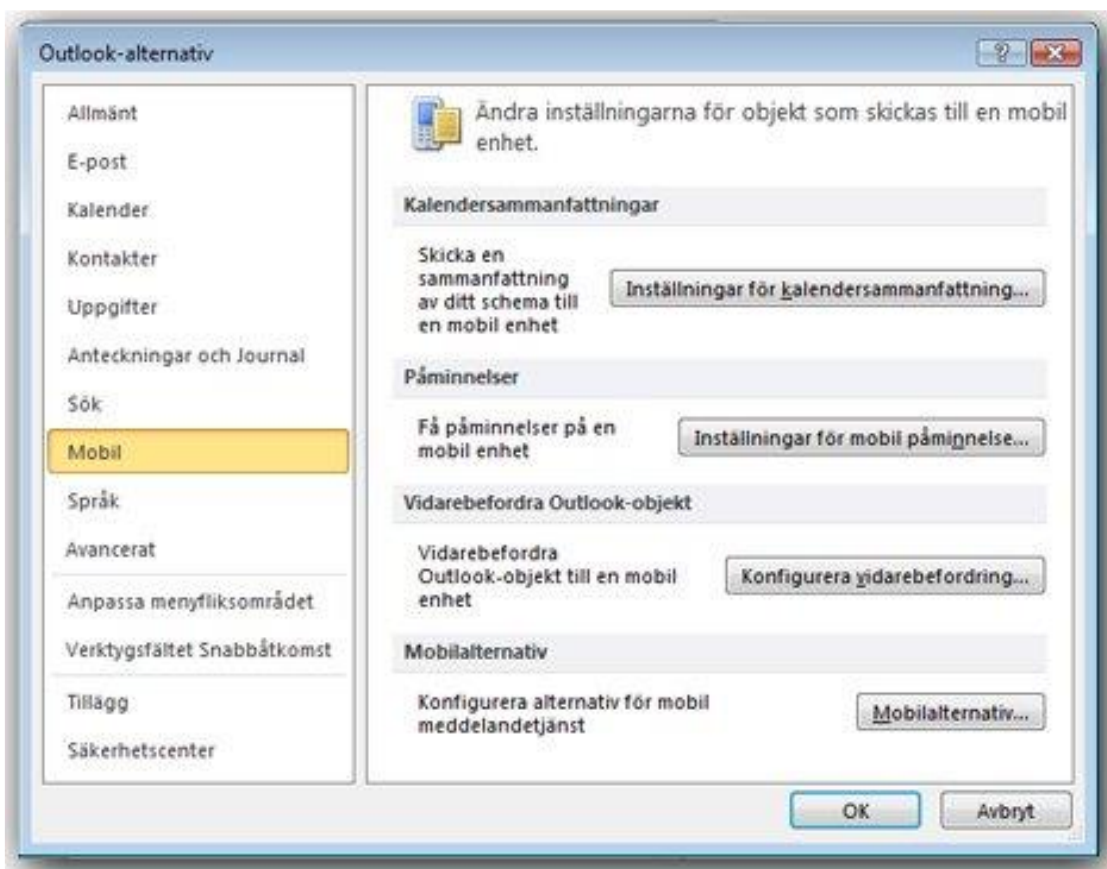 Outlook-alternativ
Allmänt
E-post
Kalender
Kontakter
Uppgifter
Anteckningar och Journal
Sök
Mobil
Språk
Avancerat
Anpassa menyfliksområdet
Verktygsfältet Snabbåtkomst
Tillägg
Säkerhetscenter
Ändra inställningarna för objekt som skickas till en mobil
enhet.
Kalendersammanfattningar
Skicka en
sammanfattning
av ditt schema till
en mobil enhet
Inställningar för kalendersammanfattning...
Påminnelser
Få påminnelser på en
mobil enhet
Inställningar för mobil påminnelse...
Vidarebefordra Outlook-objekt
Vidarebefordra
Outlook-objekt till en mobil
enhet
Konfigurera vidarebefordring...
Mobilalternativ
Konfigurera alternativ för mobil
meddelandetjänst
Mobilalternativ...
OK
Avbryt